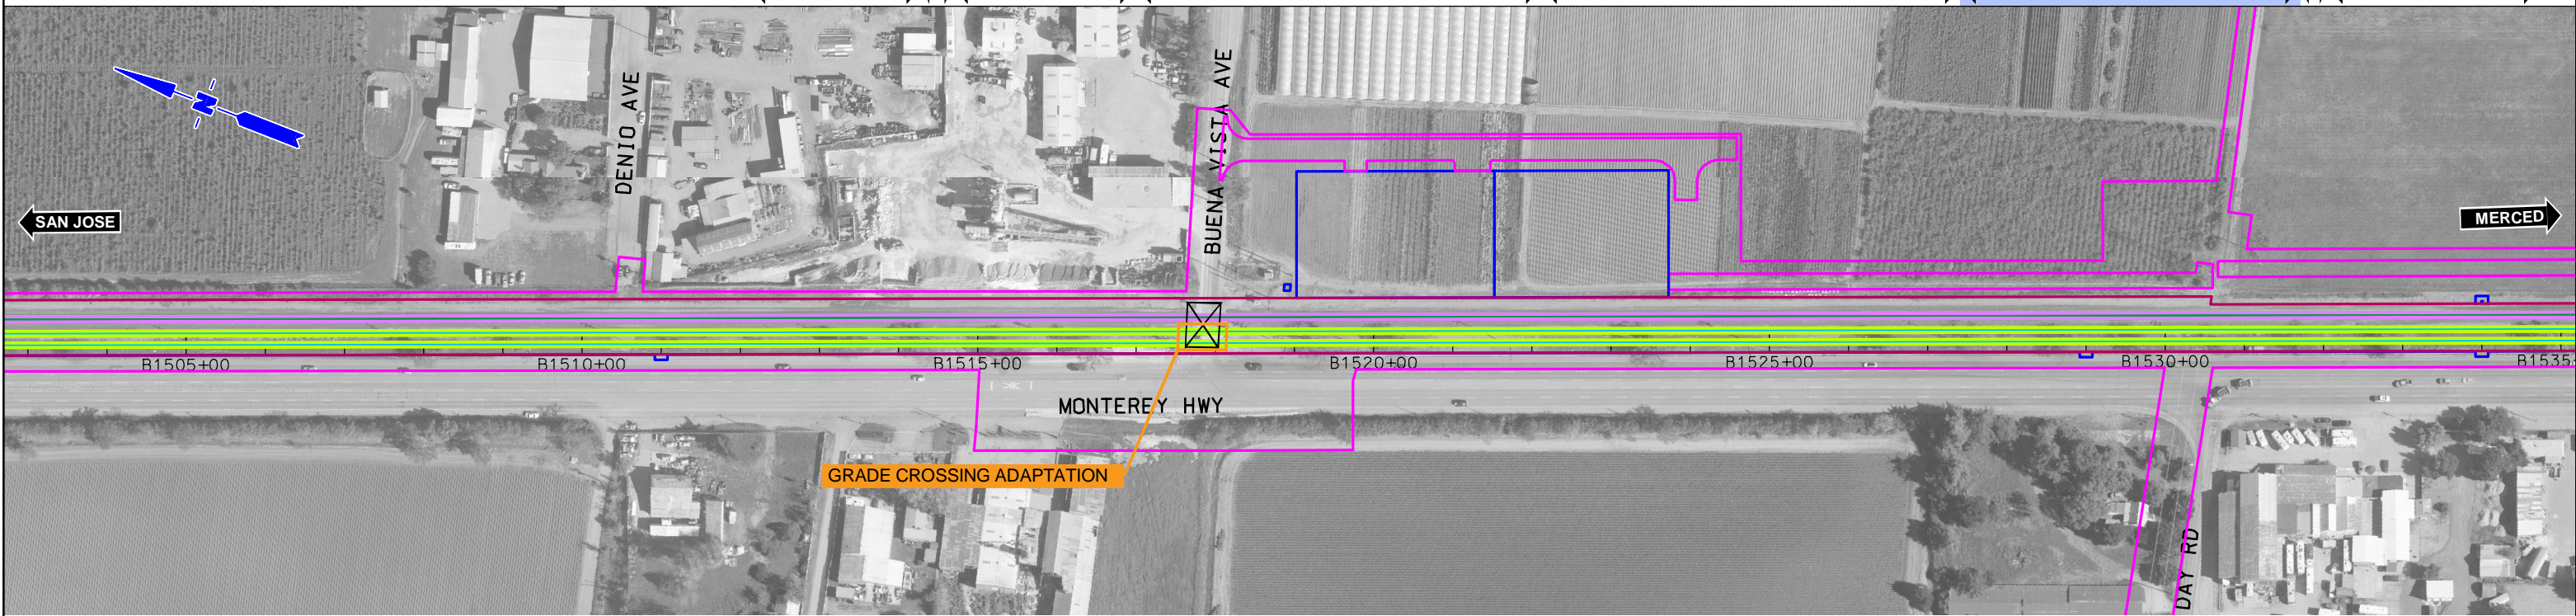 DENIO AVE
BUENA VISTA AVE
N
SAN JOSE
MERCED
B1505+00
B1510+00
B1515+00
B1520+00
B1525+00
B1530+00
B1535
MONTEREY HWY
GRADE CROSSING ADAPTATION
DAY RD